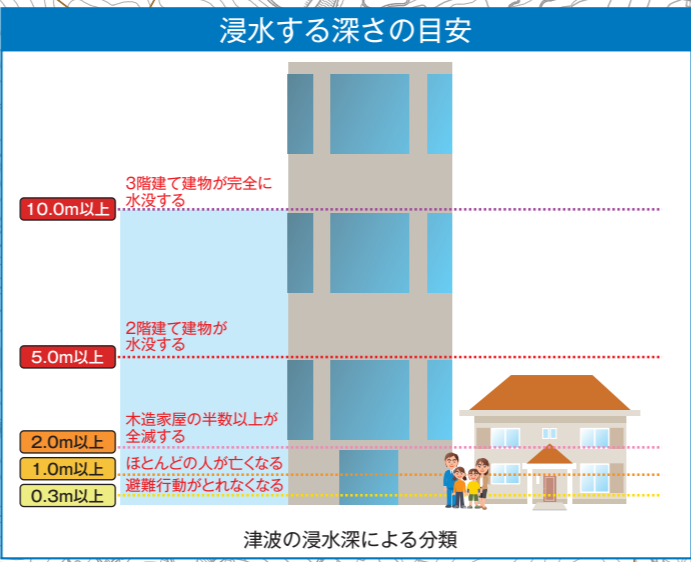 浸水する深さの目安
3階建て建物が完全に
水没する
10.0m以上
2階建て建物が
水没する
5.0m以上
木造家屋の半数以上が
全滅する
2.0m以上
ほとんどの人が亡くなる
1.0m以上
避難行動がとれなくなる
0.3m以上
津波の浸水深による分類